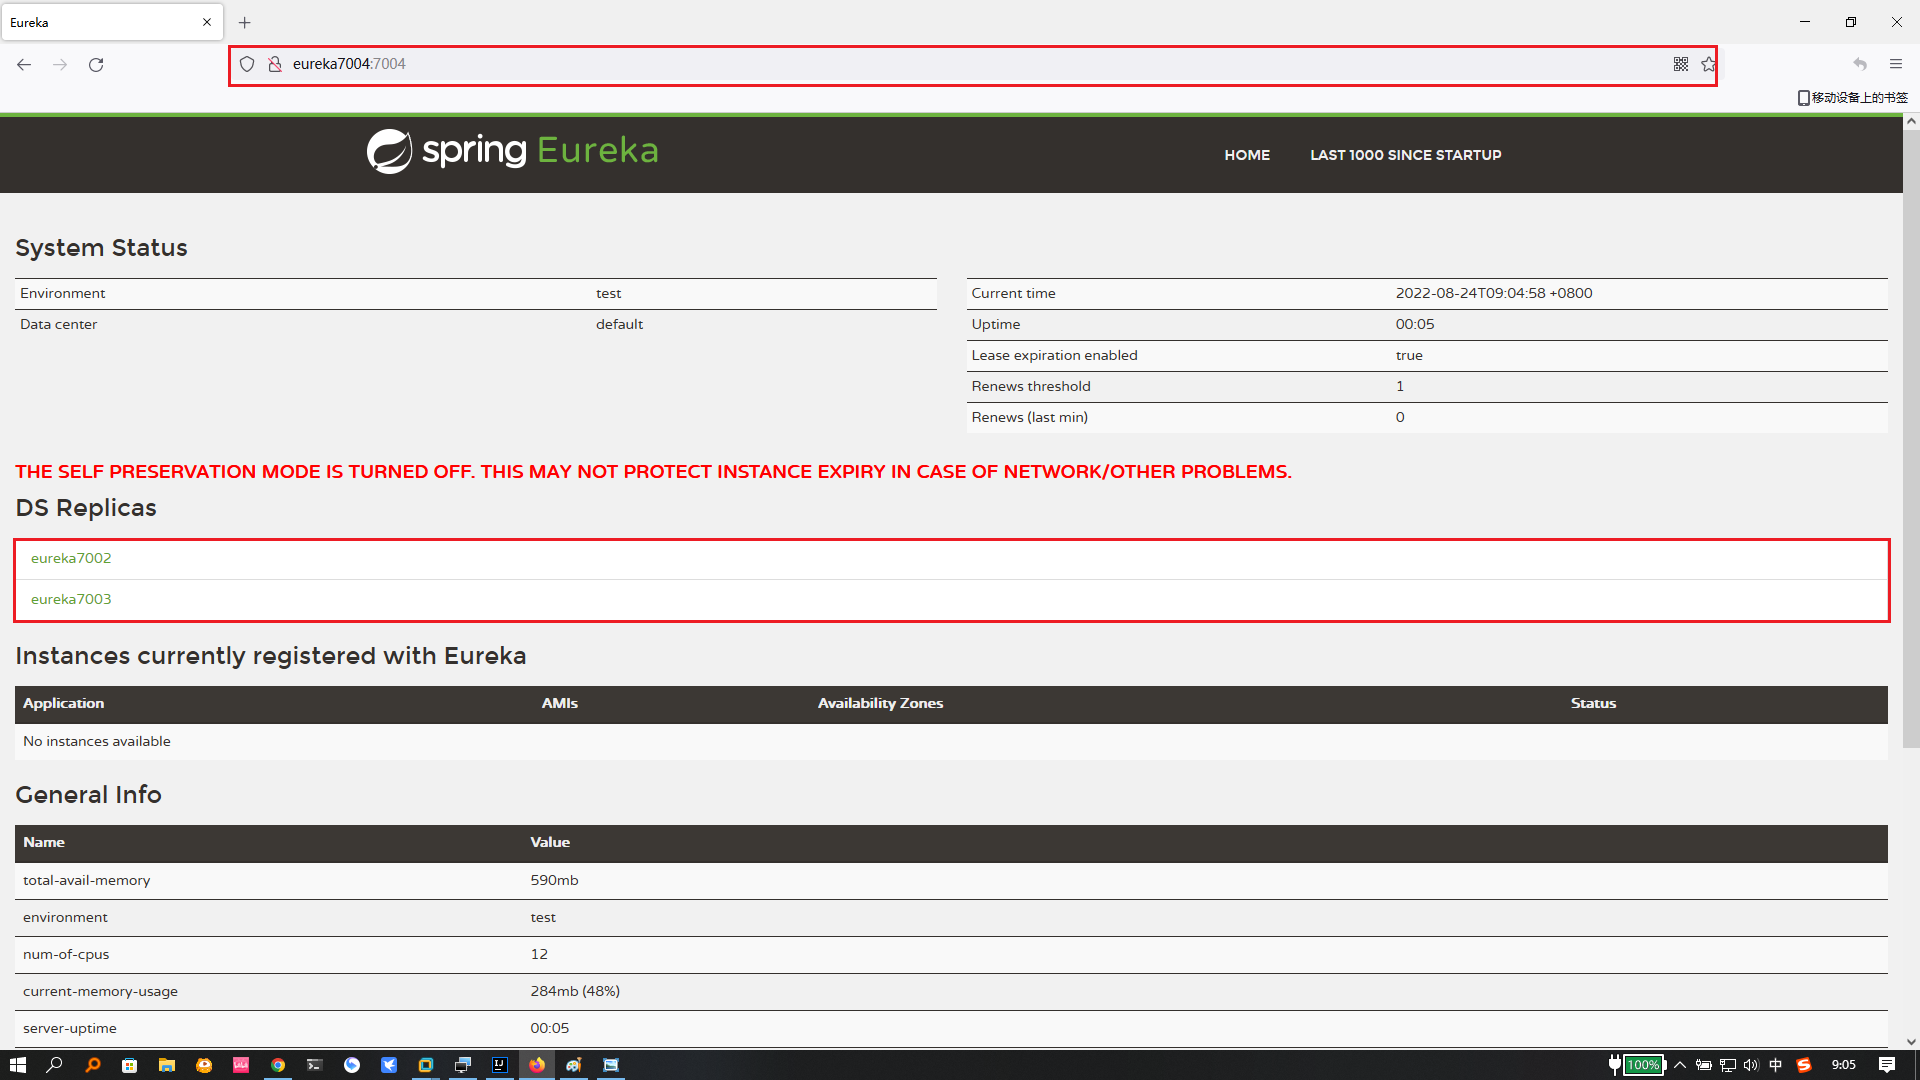 Eureka
eureka7004:7004
移动设备上的书签
spring Eureka
HOME LAST 1000 SINCE STARTUP
System Status
Environment test
Data center default
Current time 2022-08-24T09:04:58 +0800
Uptime 00:05
Lease expiration enabled true
Renews threshold 1
Renews (last min) 0
THE SELF PRESERVATION MODE IS TURNED OFF. THIS MAY NOT PROTECT INSTANCE EXPIRY IN CASE OF NETWORK/OTHER PROBLEMS.
DS Replicas
eureka7002
eureka7003
Instances currently registered with Eureka
Application AMIs Availability Zones Status
No instances available
General Info
Name Value
total-avail-memory 590mb
environment test
num-of-cpus 12
current-memory-usage 284mb (48%)
server-uptime 00:05
100% 中 9:05